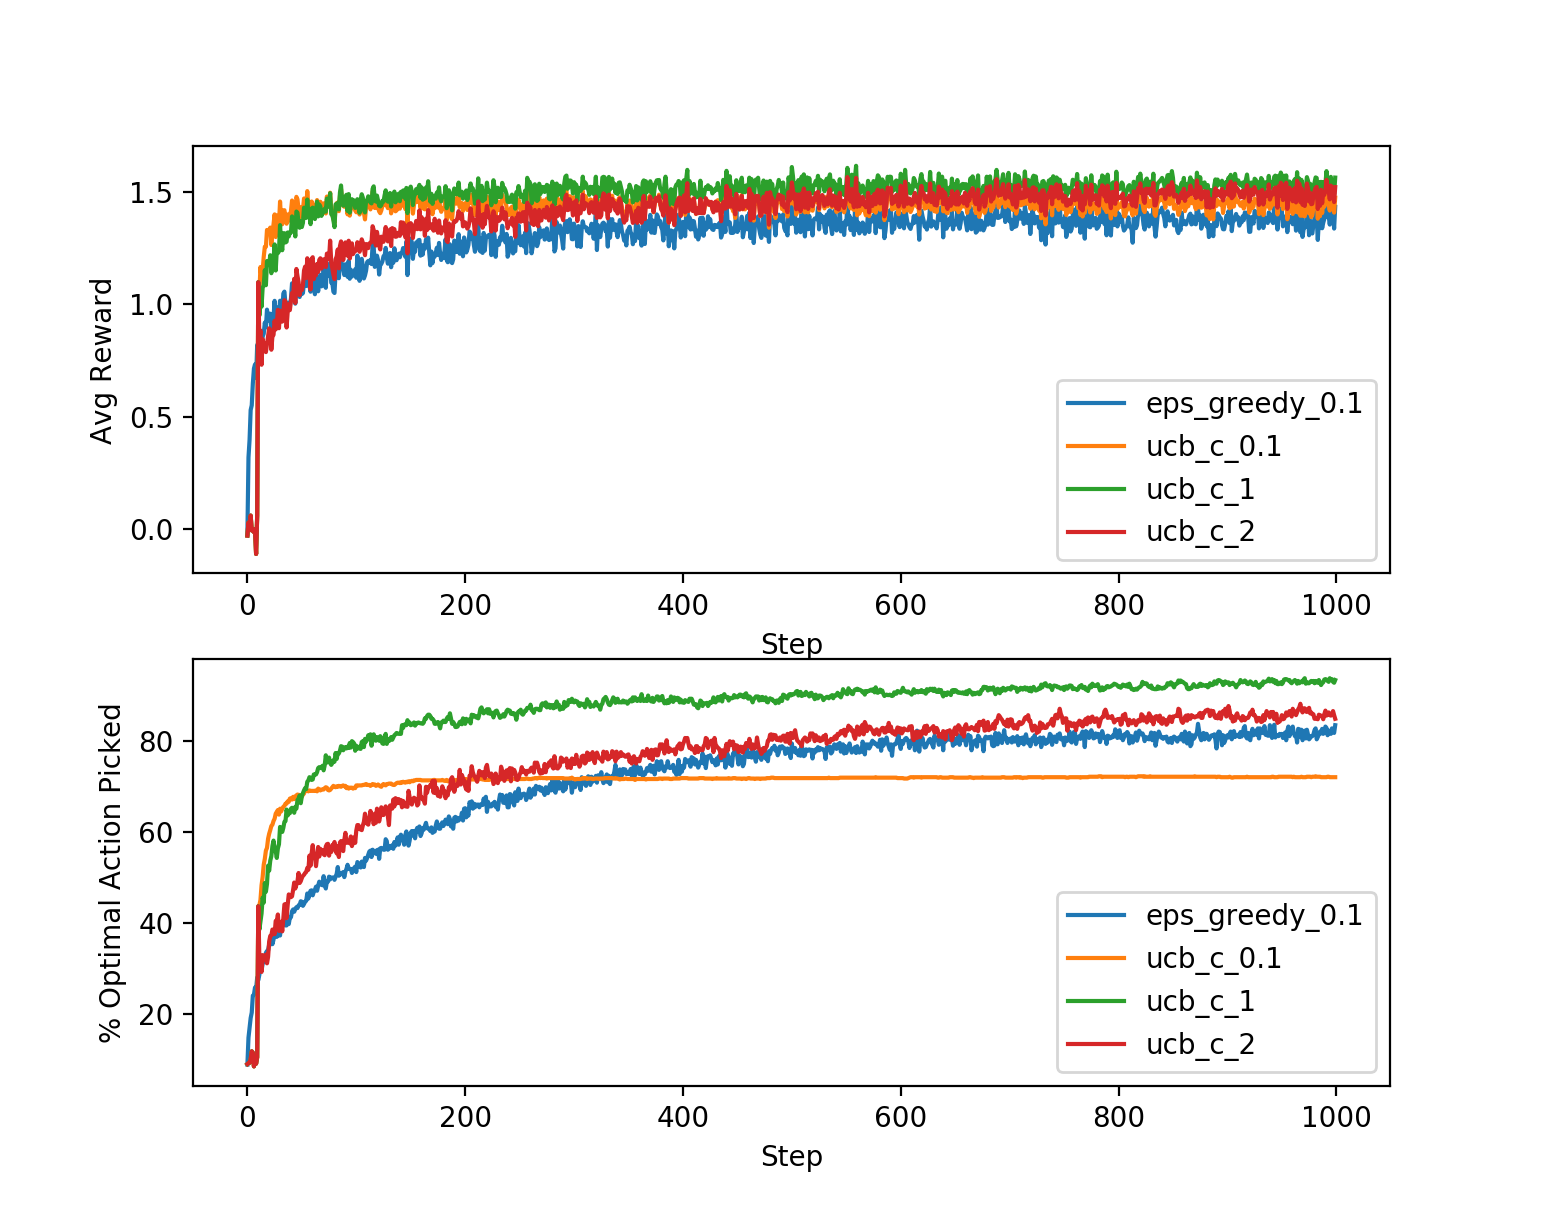 Avg Reward
1.5
1.0
0.5
0.0
0 200 400 600 800 1000
Step
eps_greedy_0.1
ucb_c_0.1
ucb_c_1
ucb_c_2
% Optimal Action Picked
80
60
40
20
0 200 400 600 800 1000
Step
eps_greedy_0.1
ucb_c_0.1
ucb_c_1
ucb_c_2